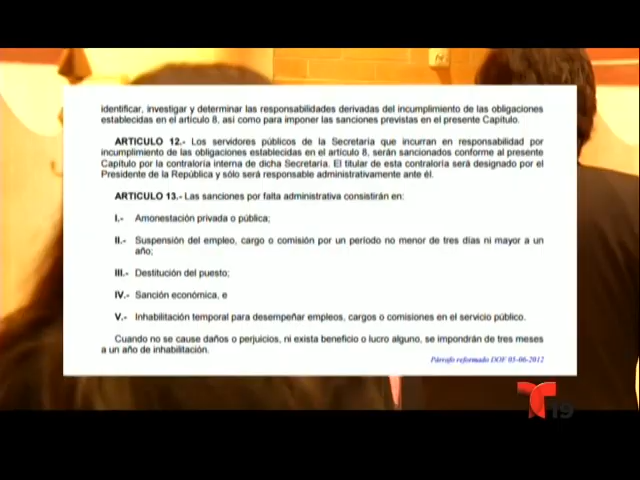 identificar, investigar y determinar las responsabilidades derivadas del incumplimiento de las obligaciones
establecidas en el artículo 8, así como para imponer las sanciones previstas en el presente Capítulo.
ARTICULO 12.- Los servidores públicos de la Secretaría que incurran en responsabilidad por
incumplimiento de las obligaciones establecidas en el artículo 8, serán sancionados conforme al presente
Capítulo por la contraloría interna de dicha Secretaría. El titular de esta contraloría será designado por el
Presidente de la República y sólo será responsable administrativamente ante él.
ARTICULO 13.- Las sanciones por falta administrativa consistirán en:
I.- Amonestación privada o pública;
II.- Suspensión del empleo, cargo o comisión por un período no menor de tres días ni mayor a un
año;
III.- Destitución del puesto;
IV.- Sanción económica, e
V.- Inhabilitación temporal para desempeñar empleos, cargos o comisiones en el servicio público.
Cuando no se cause daños o perjuicios, ni exista beneficio o lucro alguno, se impondrán de tres meses
a un año de inhabilitación.
Párrafo reformado DOF 05-06-2012
T 19